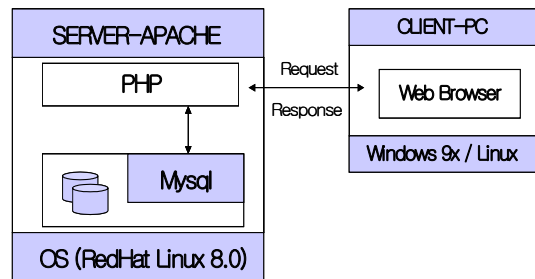 SERVER-APACHE
PHP
Mysql
OS (RedHat Linux 8.0)
Request
Response
CLIENT-PC
Web Browser
Windows 9x / Linux